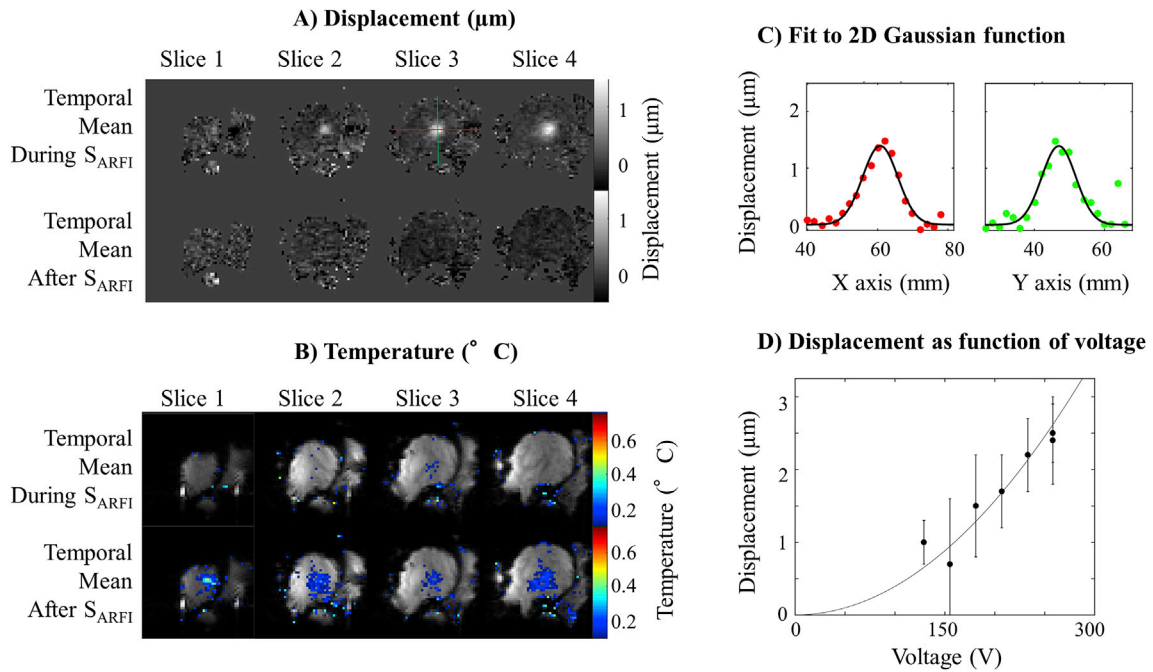 A) Displacement (µm)
Slice 1 Slice 2 Slice 3 Slice 4
Temporal
Mean
During SARFI
Temporal
Mean
After SARFI
1
0
1
0
Displacement (µm)
B) Temperature (° C)
Slice 1 Slice 2 Slice 3 Slice 4
Temporal
Mean
During SARFI
Temporal
Mean
After SARFI
0.6
0.4
0.2
0.6
0.4
0.2
Temperature (° C)
C) Fit to 2D Gaussian function
Displacement (µm)
2
1
0
40 60 80
X axis (mm)
40 60
Y axis (mm)
D) Displacement as function of voltage
Displacement (µm)
3
2
1
0
0 150 300
Voltage (V)